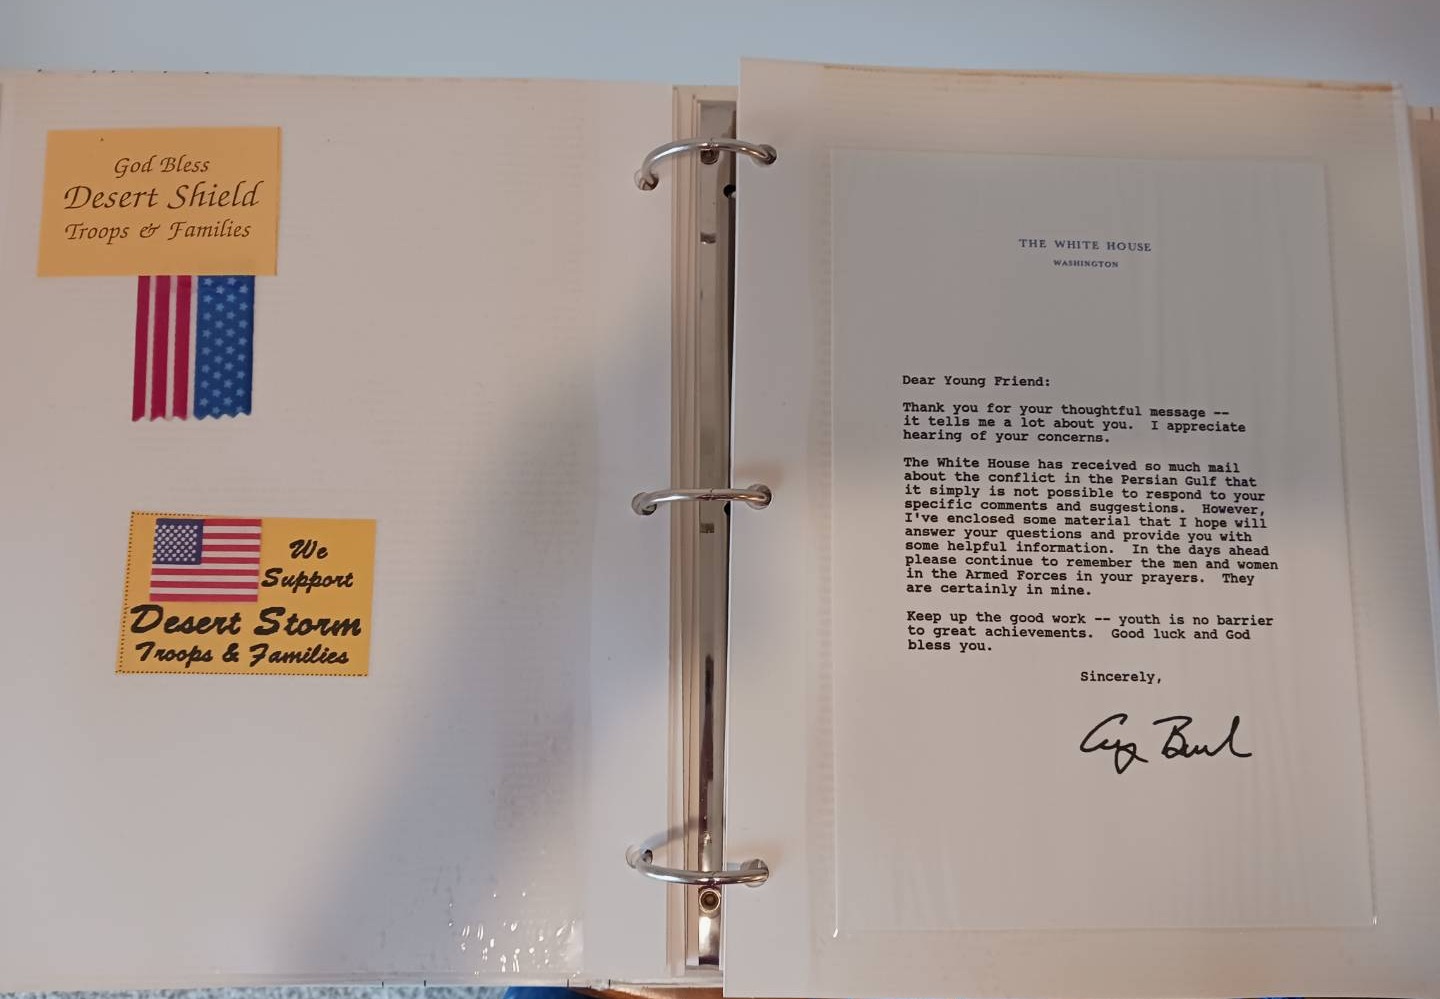 God Bless
Desert Shield
Troops & Families
We
Support
Desert Storm
Troops & Families
THE WHITE HOUSE
WASHINGTON
Dear Young Friend:
Thank you for your thoughtful message --
it tells me a lot about you.  I appreciate
hearing of your concerns.
The White House has received so much mail
about the conflict in the Persian Gulf that
it simply is not possible to respond to your
specific comments and suggestions.  However,
I've enclosed some material that I hope will
answer your questions and provide you with
some helpful information.  In the days ahead
please continue to remember the men and women
in the Armed Forces in your prayers.  They
are certainly in mine.
Keep up the good work -- youth is no barrier
to great achievements.  Good luck and God
bless you.
Sincerely,
G Bush